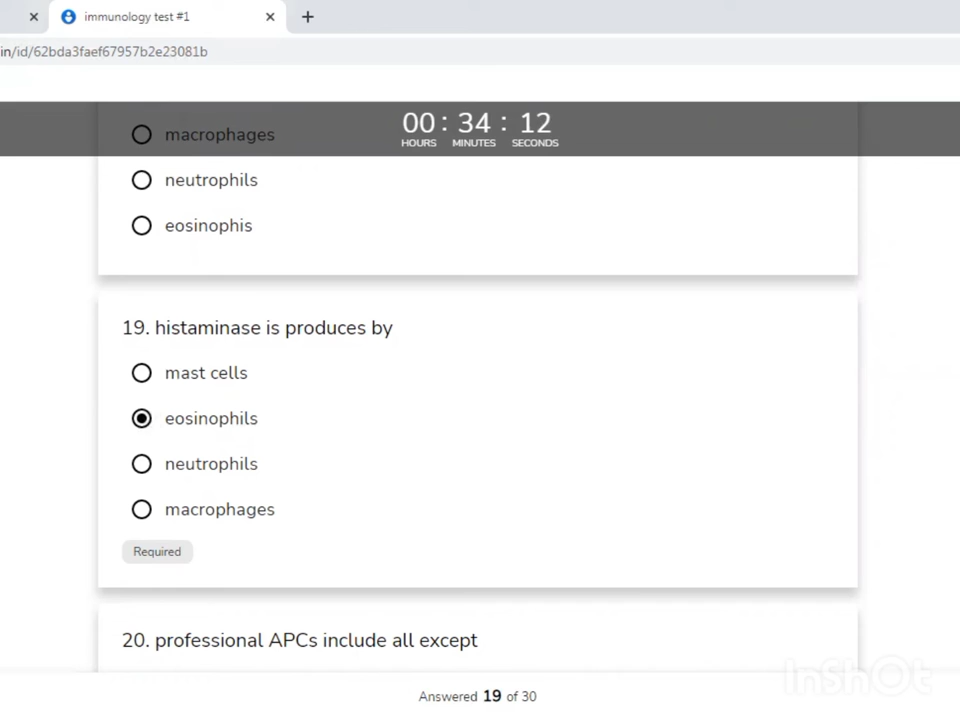 immunology test #1
in/id/62bda3faef67957b2e23081b
macrophages
00 : 34 : 12
HOURS MINUTES SECONDS
neutrophils
eosinophis
19. histaminase is produces by
mast cells
eosinophils
neutrophils
macrophages
Required
20. professional APCs include all except
Answered 19 of 30
InShOt